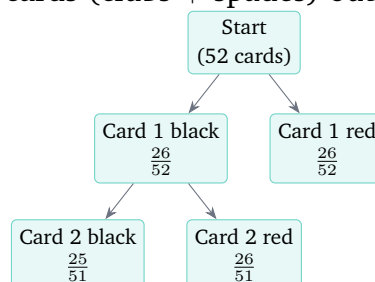 Start
(52 cards)
Card 1 black
26/52
Card 1 red
26/52
Card 2 black
25/51
Card 2 red
26/51